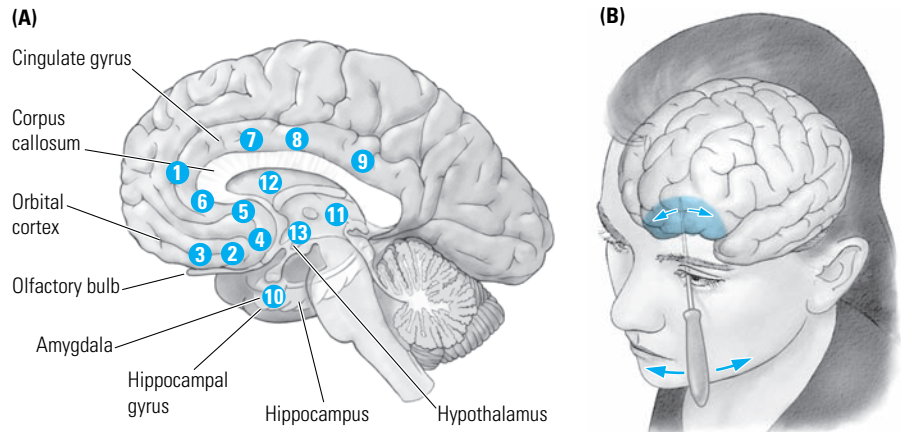 (A)
Cingulate gyrus
Corpus
callosum
Orbital
cortex
Olfactory bulb
Amygdala
Hippocampal
gyrus
Hippocampus
Hypothalamus
7
8
9
1
12
6
5
11
4
13
3
2
10
(B)